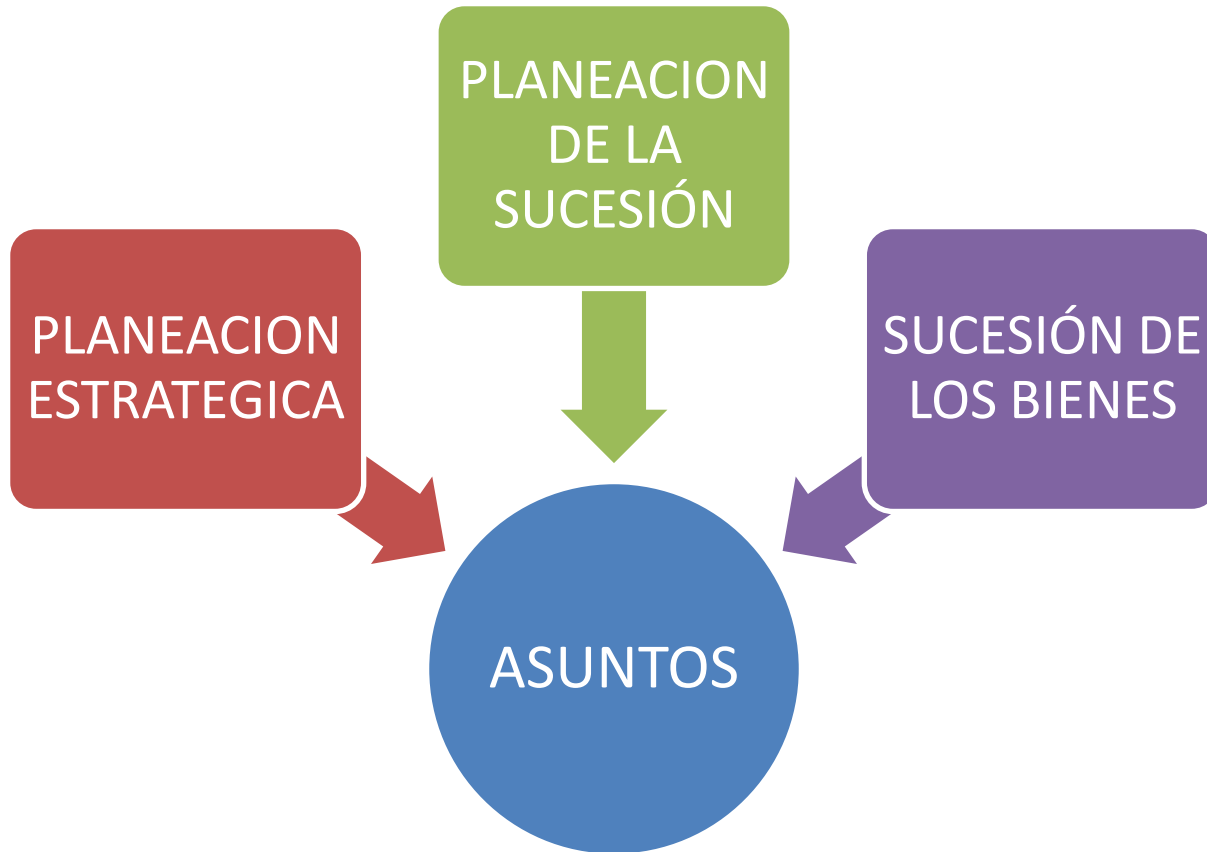 PLANEACION
DE LA
SUCESIÓN
PLANEACION
ESTRATEGICA
SUCESIÓN DE
LOS BIENES
ASUNTOS